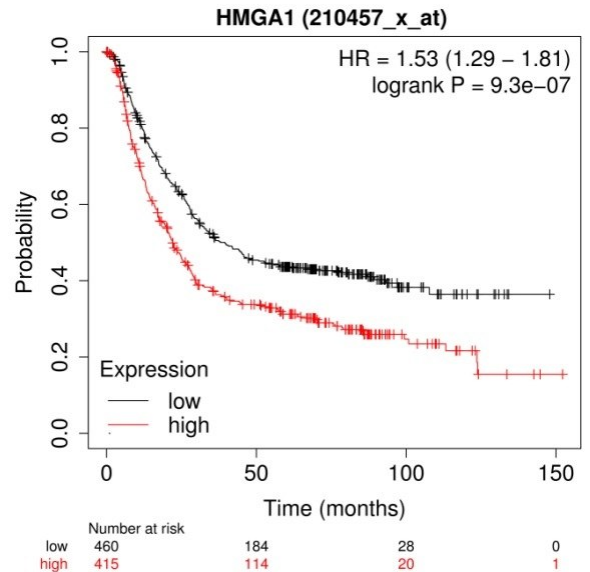 HMGA1 (210457_x_at)
HR = 1.53 (1.29 − 1.81)
logrank P = 9.3e−07
Probability
1.0
0.8
0.6
0.4
0.2
0.0
Expression
low
high
0 50 100 150
Time (months)
Number at risk
low 460 184 28 0
high 415 114 20 1